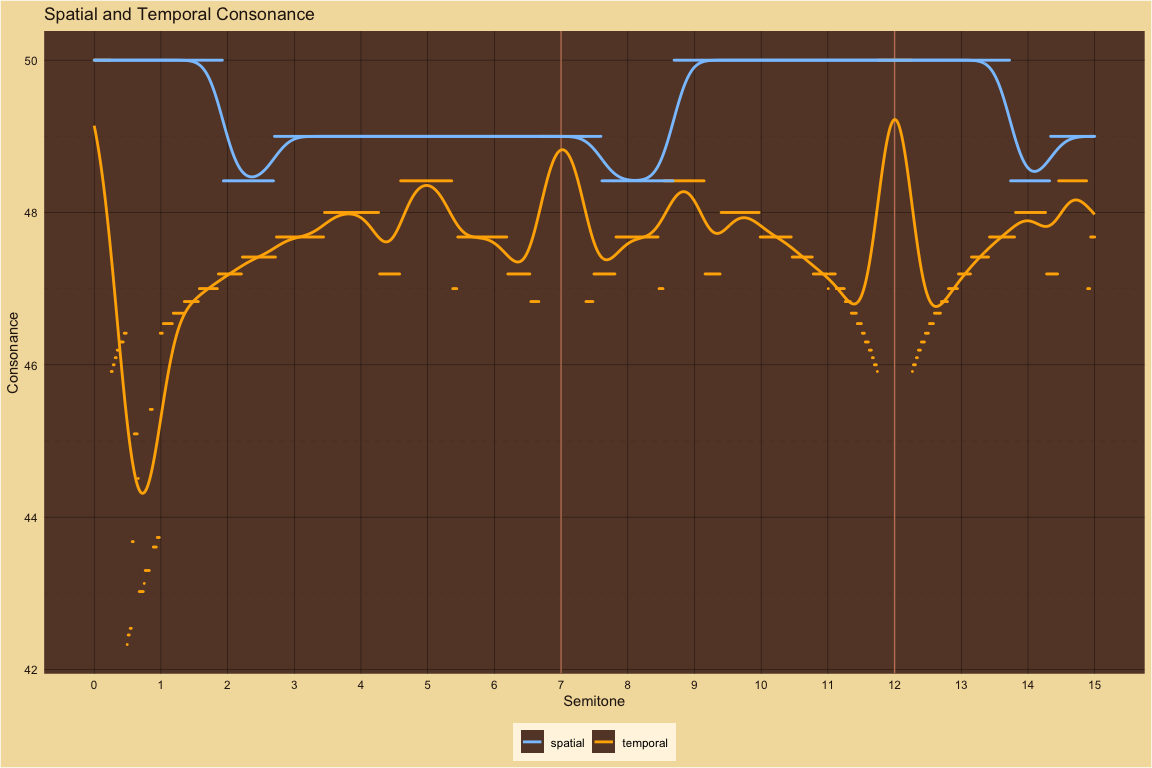 Spatial and Temporal Consonance
Consonance
50
48
46
44
42
0 1 2 3 4 5 6 7 8 9 10 11 12 13 14 15
Semitone
spatial temporal